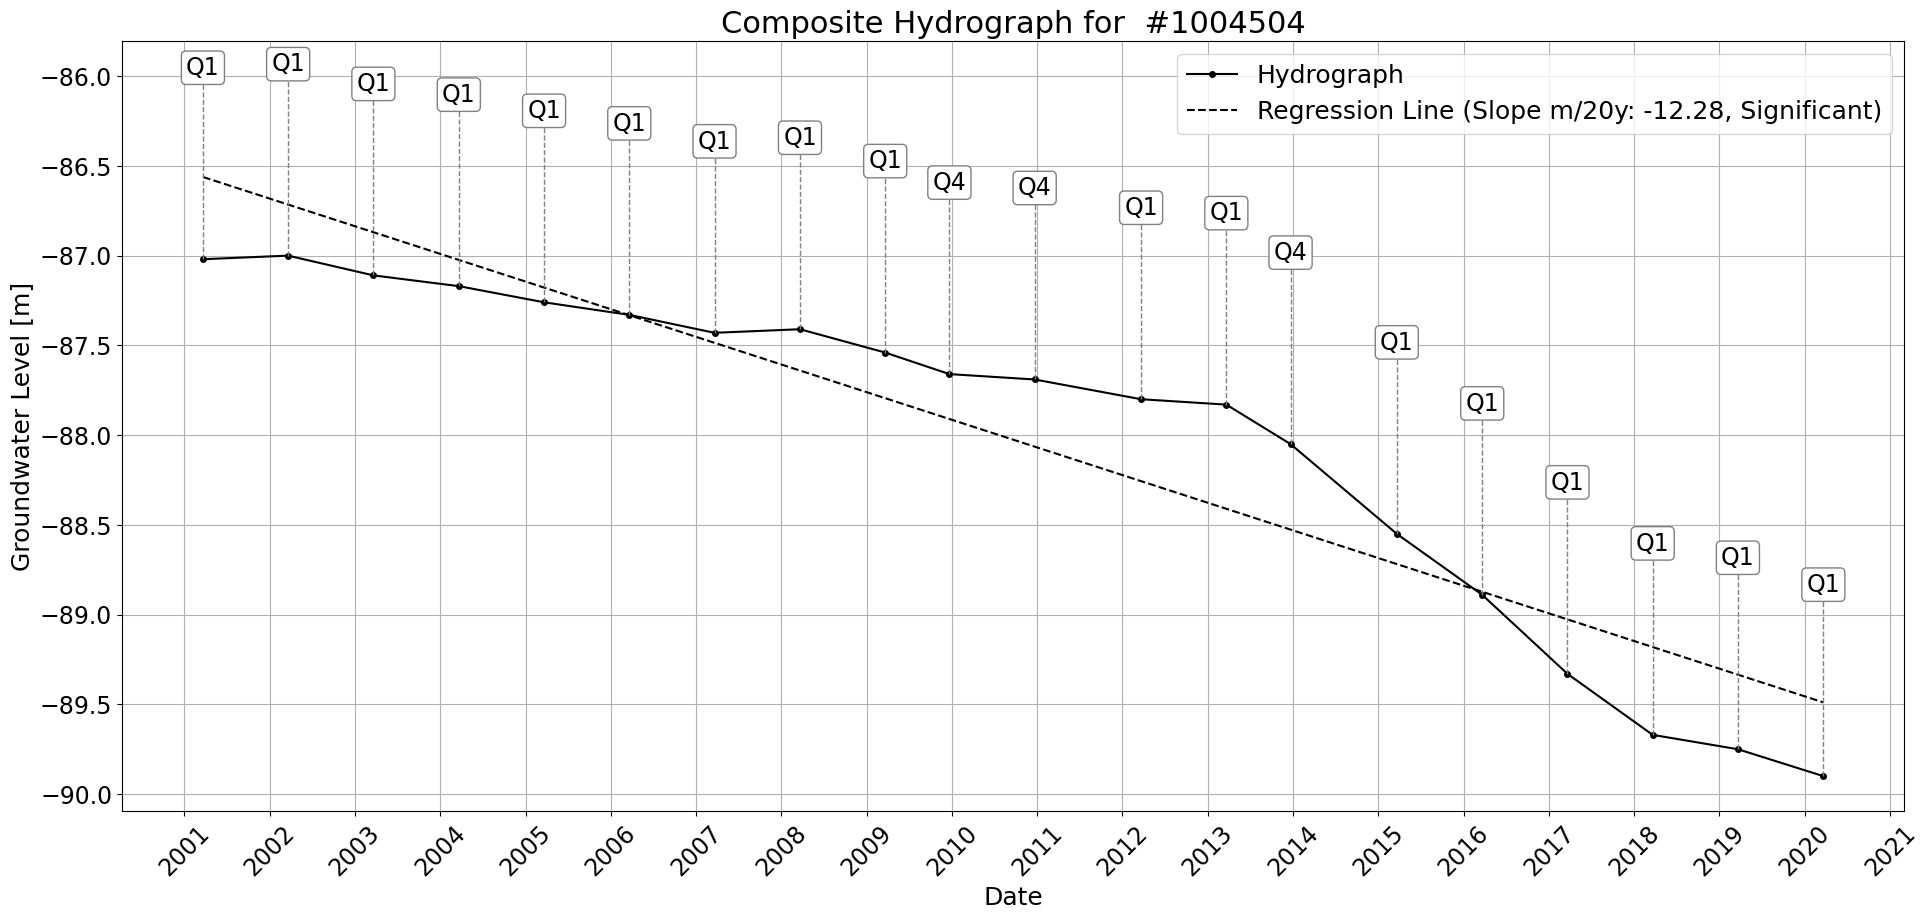 Composite Hydrograph for  #1004504
Hydrograph
Regression Line (Slope m/20y: -12.28, Significant)
Q1
Q1
Q1
Q1
Q1
Q1
Q1
Q1
Q1
Q4
Q4
Q1
Q1
Q4
Q1
Q1
Q1
Q1
Q1
Q1
Groundwater Level [m]
−86.0
−86.5
−87.0
−87.5
−88.0
−88.5
−89.0
−89.5
−90.0
2001
2002
2003
2004
2005
2006
2007
2008
2009
2010
2011
2012
2013
2014
2015
2016
2017
2018
2019
2020
2021
Date